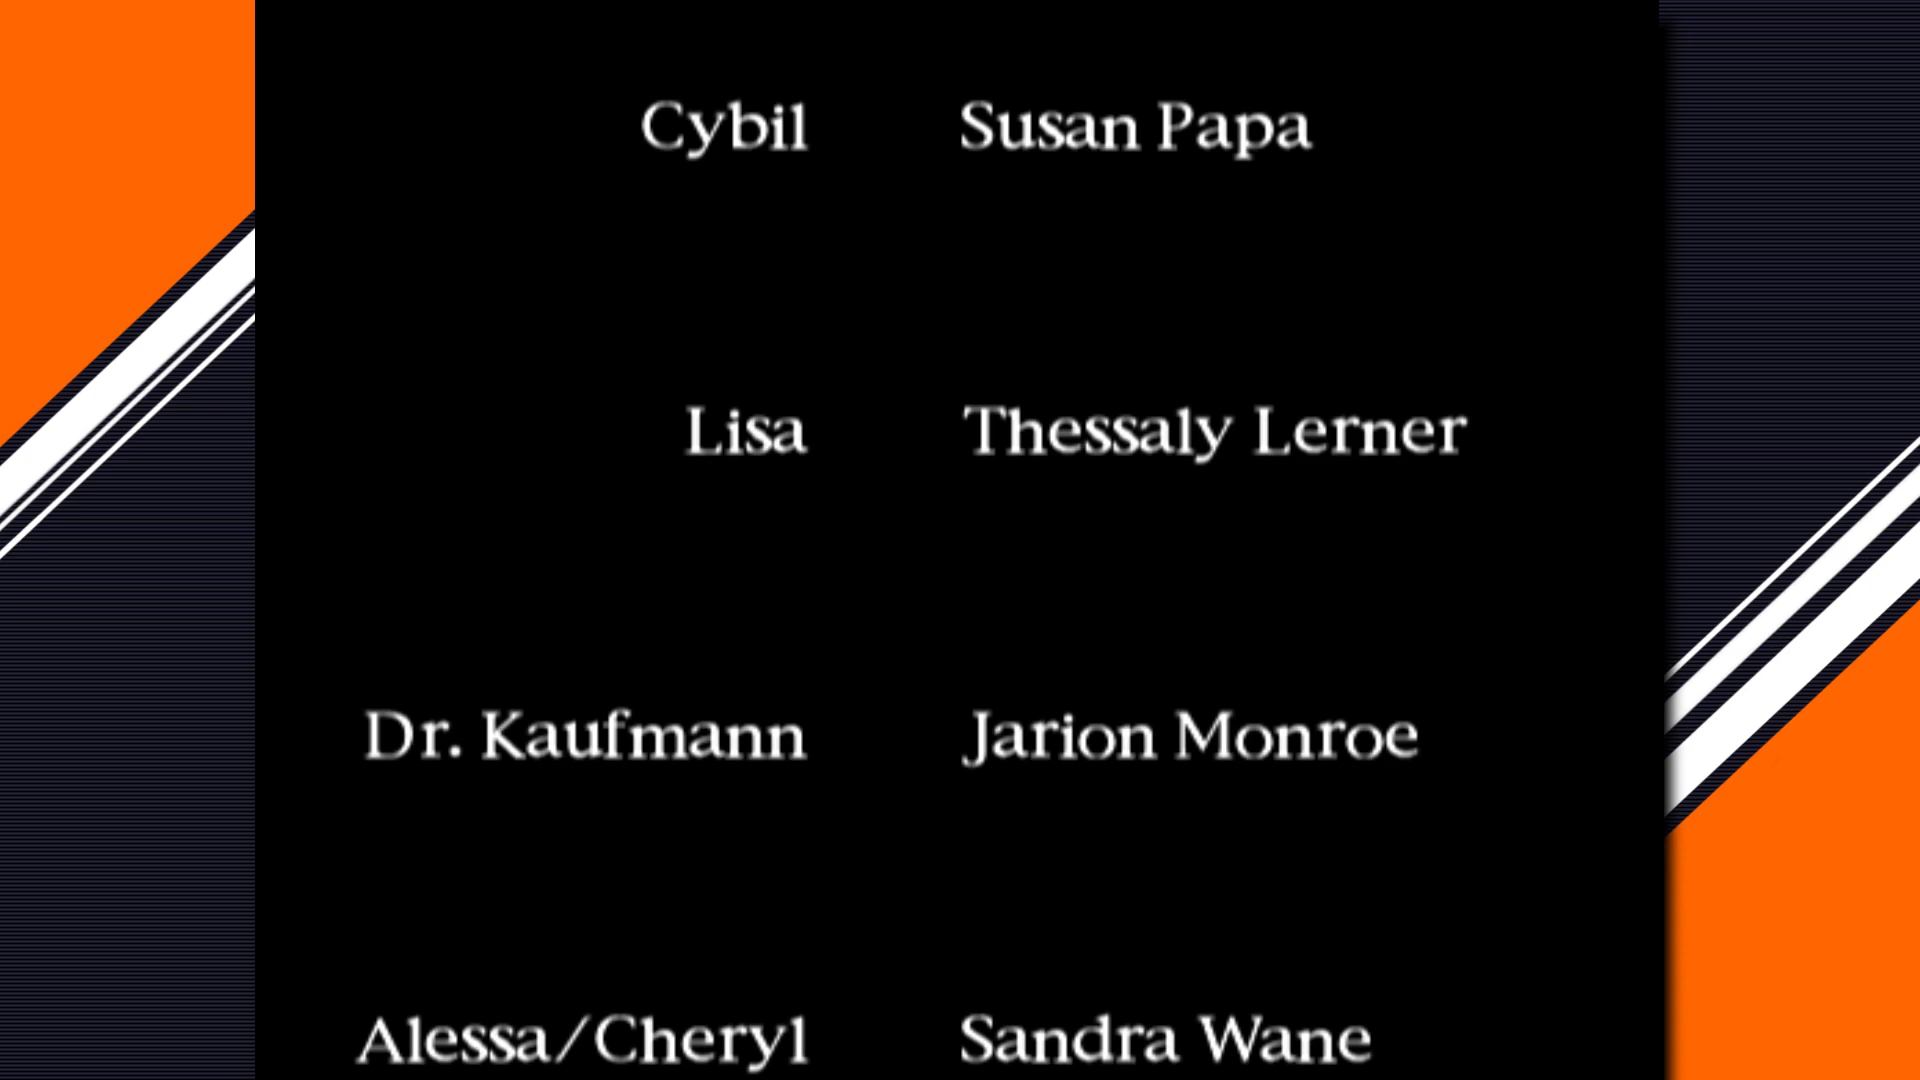 Cybil Susan Papa
Lisa Thessaly Lerner
Dr. Kaufmann Jarion Monroe
Alessa/Cheryl Sandra Wane